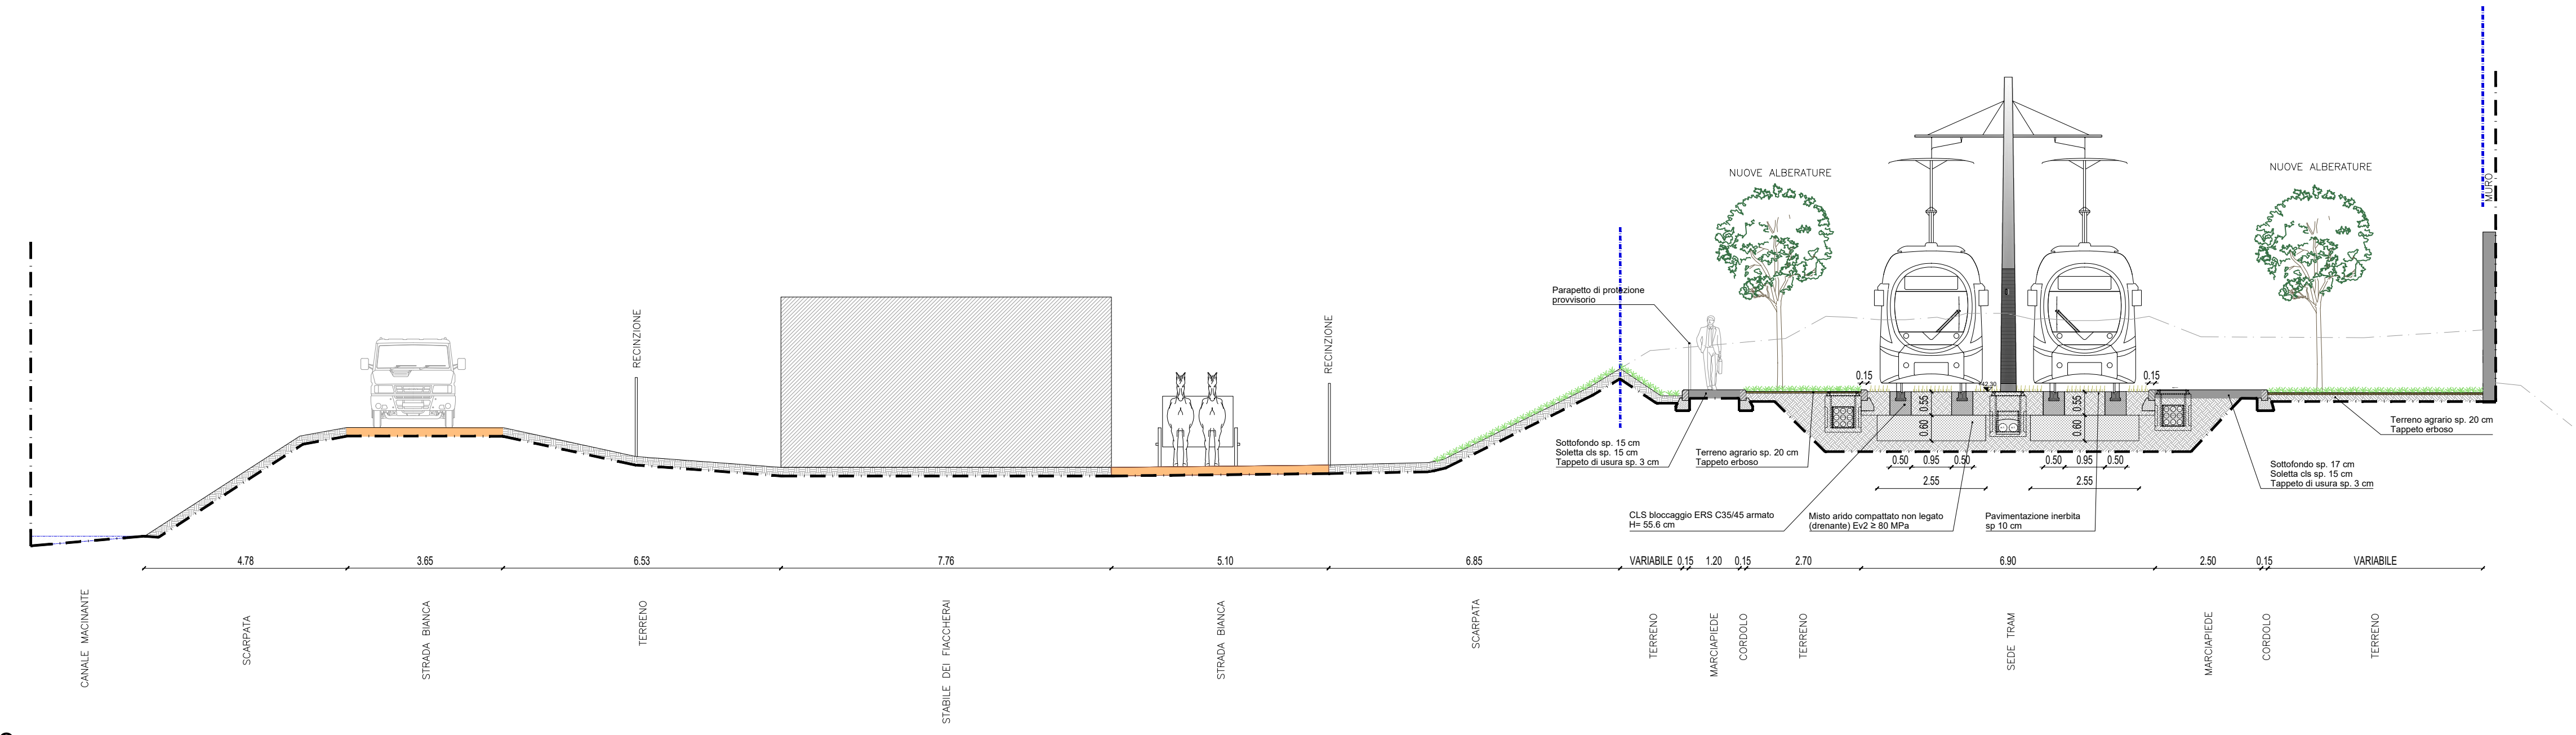 NUOVE ALBERATURE
NUOVE ALBERATURE
MURO
Parapetto di protezione
provvisorio
RECINZIONE
RECINZIONE
0.15
+42.30
0.15
0.55
0.55
0.60
0.60
Sottofondo sp. 15 cm
Soletta cls sp. 15 cm
Tappeto di usura sp. 3 cm
Terreno agrario sp. 20 cm
Tappeto erboso
0.50 0.95 0.50
0.50 0.95 0.50
2.55
2.55
Terreno agrario sp. 20 cm
Tappeto erboso
Sottofondo sp. 17 cm
Soletta cls sp. 15 cm
Tappeto di usura sp. 3 cm
CLS bloccaggio ERS C35/45 armato
H= 55.6 cm
Misto arido compattato non legato
(drenante) Ev2 ≥ 80 MPa
Pavimentazione inerbita
sp 10 cm
4.78 3.65 6.53 7.76 5.10 6.85 VARIABILE 0.15 1.20 0.15 2.70 6.90 2.50 0.15 VARIABILE
CANALE MACINANTE
SCARPATA
STRADA BIANCA
TERRENO
STABILE DEI FIACCHERAI
STRADA BIANCA
SCARPATA
TERRENO
MARCIAPIEDE
CORDOLO
TERRENO
SEDE TRAM
MARCIAPIEDE
CORDOLO
TERRENO